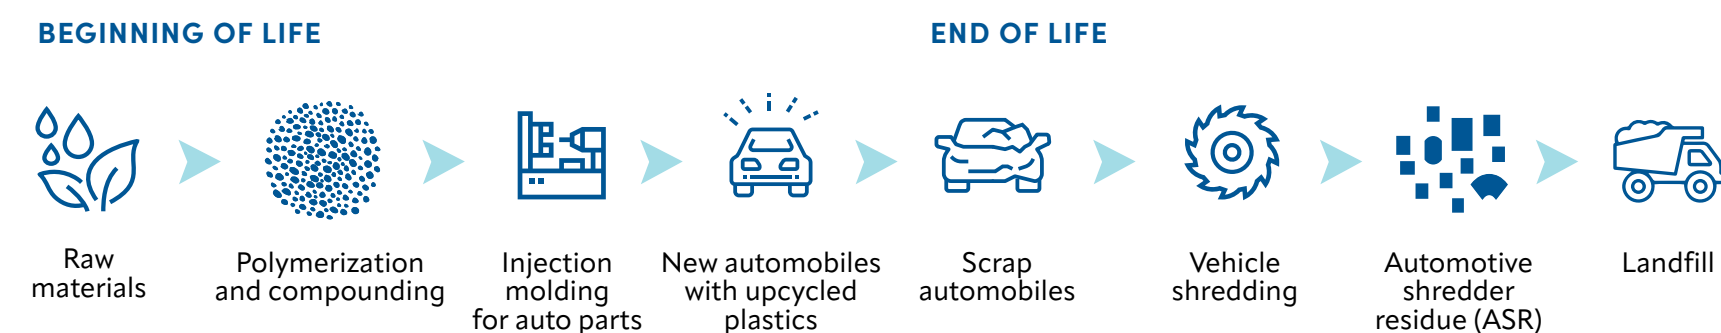 BEGINNING OF LIFE
END OF LIFE
Raw
materials
Polymerization
and compounding
Injection
molding
for auto parts
New automobiles
with upcycled
plastics
Scrap
automobiles
Vehicle
shredding
Automotive
shredder
residue (ASR)
Landfill